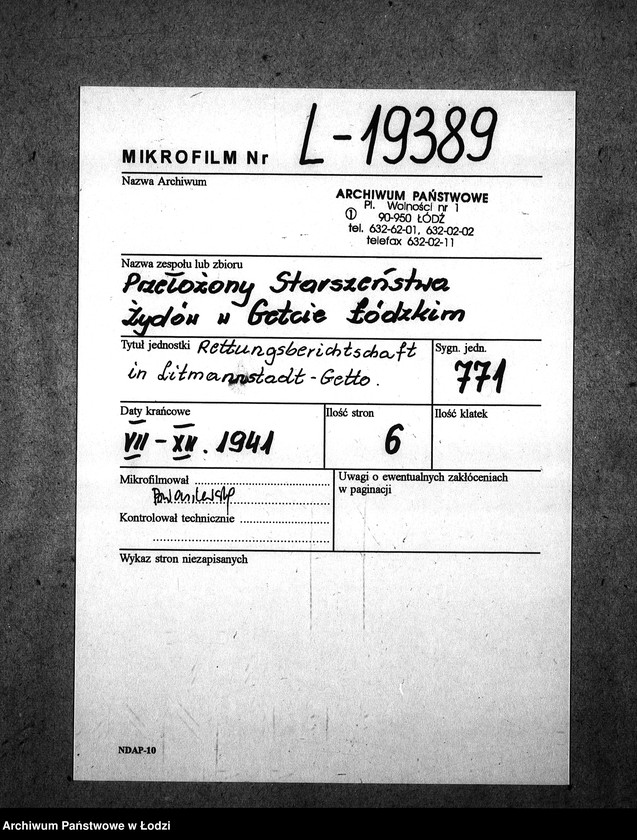 MIKROFILM Nr L-19389
Nazwa Archiwum
ARCHIWUM PAŃSTWOWE
Pl. Wolności nr 1
① 90-950 ŁÓDŹ
tel. 632-62-01, 632-02-02
telefax 632-02-11
Nazwa zespołu lub zbioru
Przełożony Starszeństwa
Żydów w Getcie Łódzkim
Tytuł jednostki Rettungsberichtschaft
in Litmannstadt-Getto.
Sygn. jedn.
771
Daty krańcowe
VII - XII. 1941
Ilość stron
6
Ilość klatek
Mikrofilmował
Kontrolował technicznie
Uwagi o ewentualnych zakłóceniach
w paginacji
Wykaz stron niezapisanych
NDAP-10
Archiwum Państwowe w Łodzi